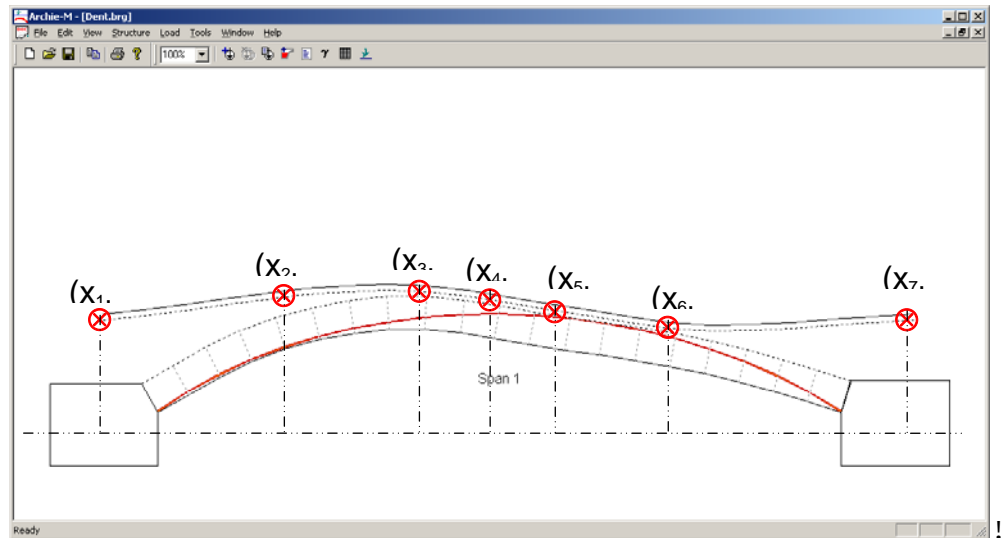 Archie-M - [Dent.brg]
File Edit View Structure Load Tools Window Help
100% γ
(x₁.
(x₂.
(x₃.
(x₄.
(x₅.
(x₆.
(x₇.
Span 1
Ready
!